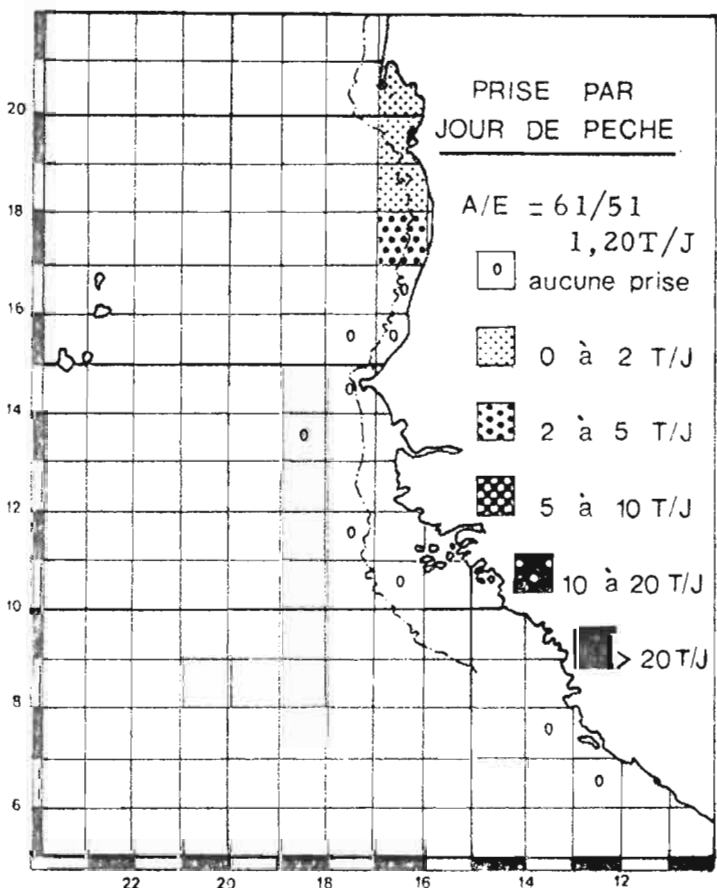 PRISE PAR
JOUR DE PECHE
A/E = 61/51
1,20T/J
0 aucune prise
0 à 2 T/J
2 à 5 T/J
5 à 10 T/J
10 à 20 T/J
> 20 T/J
20
18
16
14
12
10
8
6
0
0 0
0
0
0
0
0
0
22 20 18 16 14 12